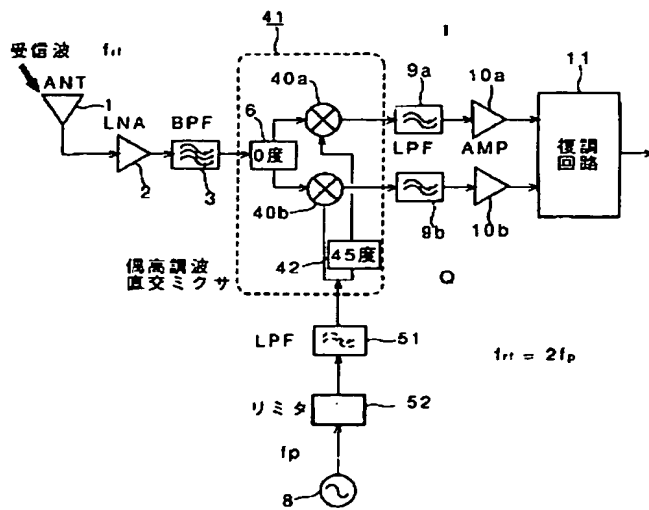 41
I
受信波 frf
ANT
1
40a
9a
10a
11
LNA
BPF
6
0度
LPF
AMP
復調
回路
2
3
40b
9b
10b
42
45度
偶高調波
直交ミクサ
Q
LPF
51
frf = 2fp
リミタ
52
fp
8